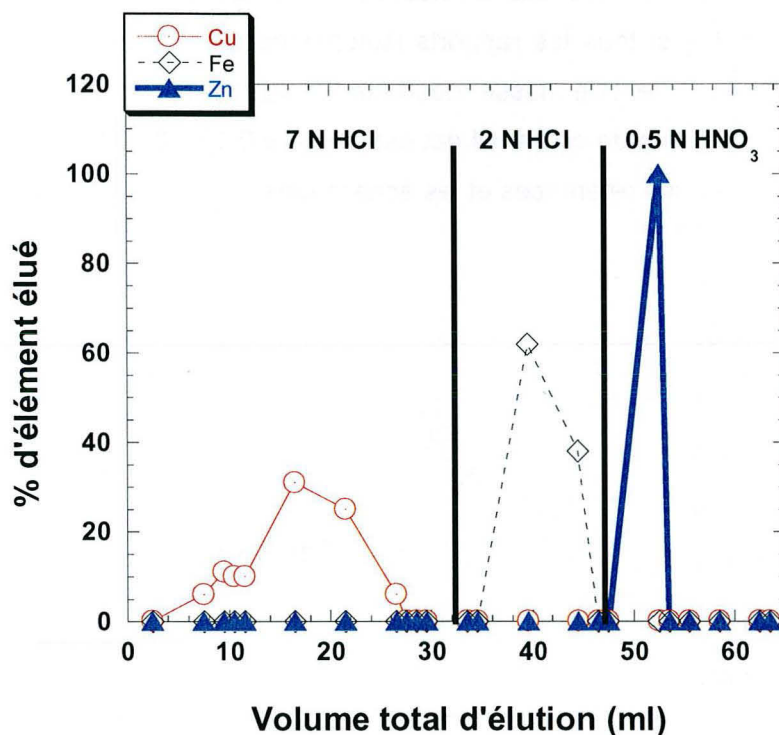 Cu
Fe
Zn
120
100
80
60
40
20
0
% d'élément élué
7 N HCl
2 N HCl
0.5 N HNO₃
0
10
20
30
40
50
60
Volume total d'élution (ml)